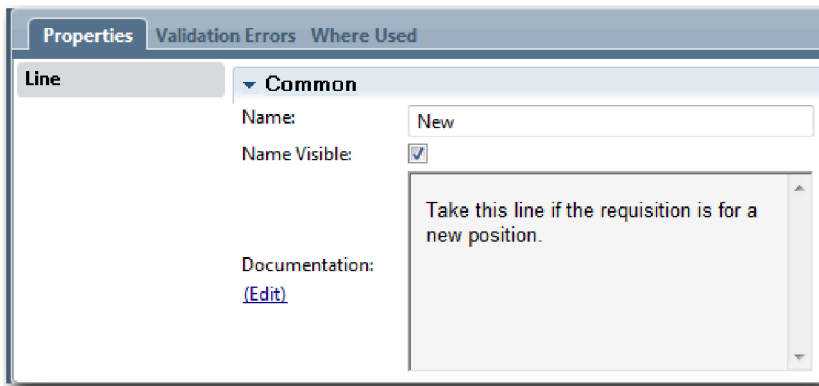 Properties Validation Errors Where Used
Line
Common
Name: New
Name Visible:
Take this line if the requisition is for a
new position.
Documentation:
(Edit)